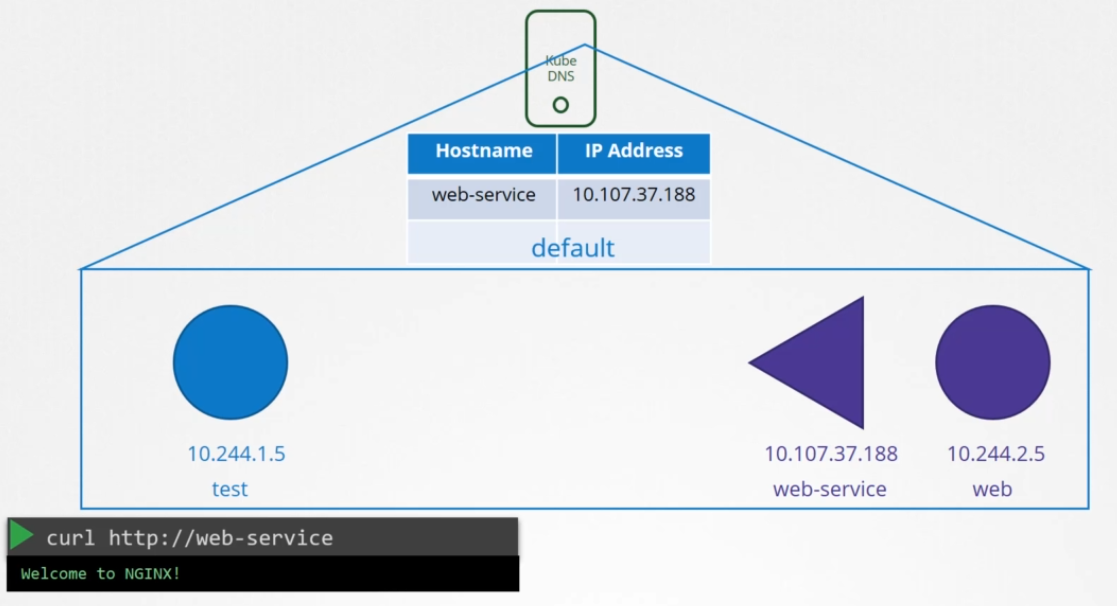 Kube
DNS
Hostname IP Address
web-service 10.107.37.188
default
10.244.1.5 10.107.37.188 10.244.2.5
test web-service web
curl http://web-service
Welcome to NGINX!